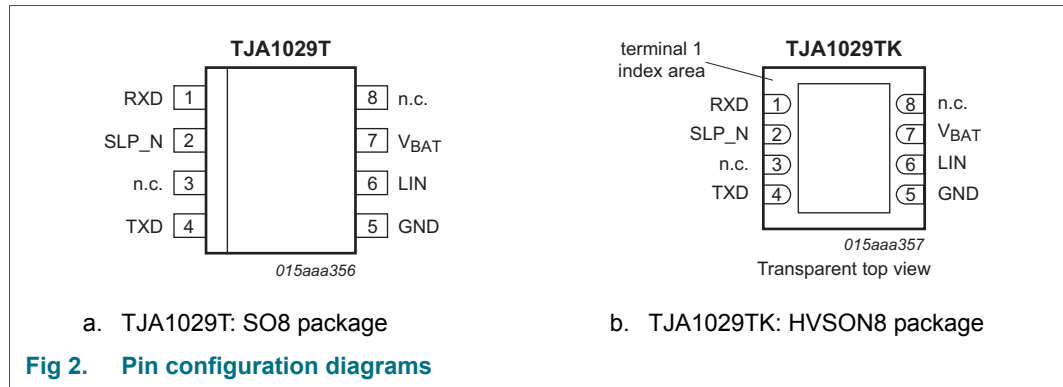 TJA1029T
RXD 1
SLP_N 2
n.c. 3
TXD 4
8 n.c.
7 VBAT
6 LIN
5 GND
015aaa356
a. TJA1029T: SO8 package
terminal 1
index area
TJA1029TK
RXD 1
SLP_N 2
n.c. 3
TXD 4
8 n.c.
7 VBAT
6 LIN
5 GND
015aaa357
Transparent top view
b. TJA1029TK: HVSON8 package
Fig 2. Pin configuration diagrams